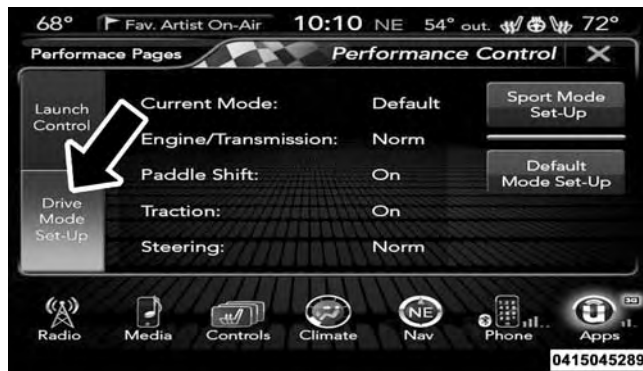 68° Fav. Artist On-Air 10:10 NE 54° out. 72°
Performace Pages Performance Control X
Launch
Control
Drive
Mode
Set-Up
Current Mode: Default
Engine/Transmission: Norm
Paddle Shift: On
Traction: On
Steering: Norm
Sport Mode
Set-Up
Default
Mode Set-Up
NE 3G
Radio Media Controls Climate Nav Phone Apps
0415045289